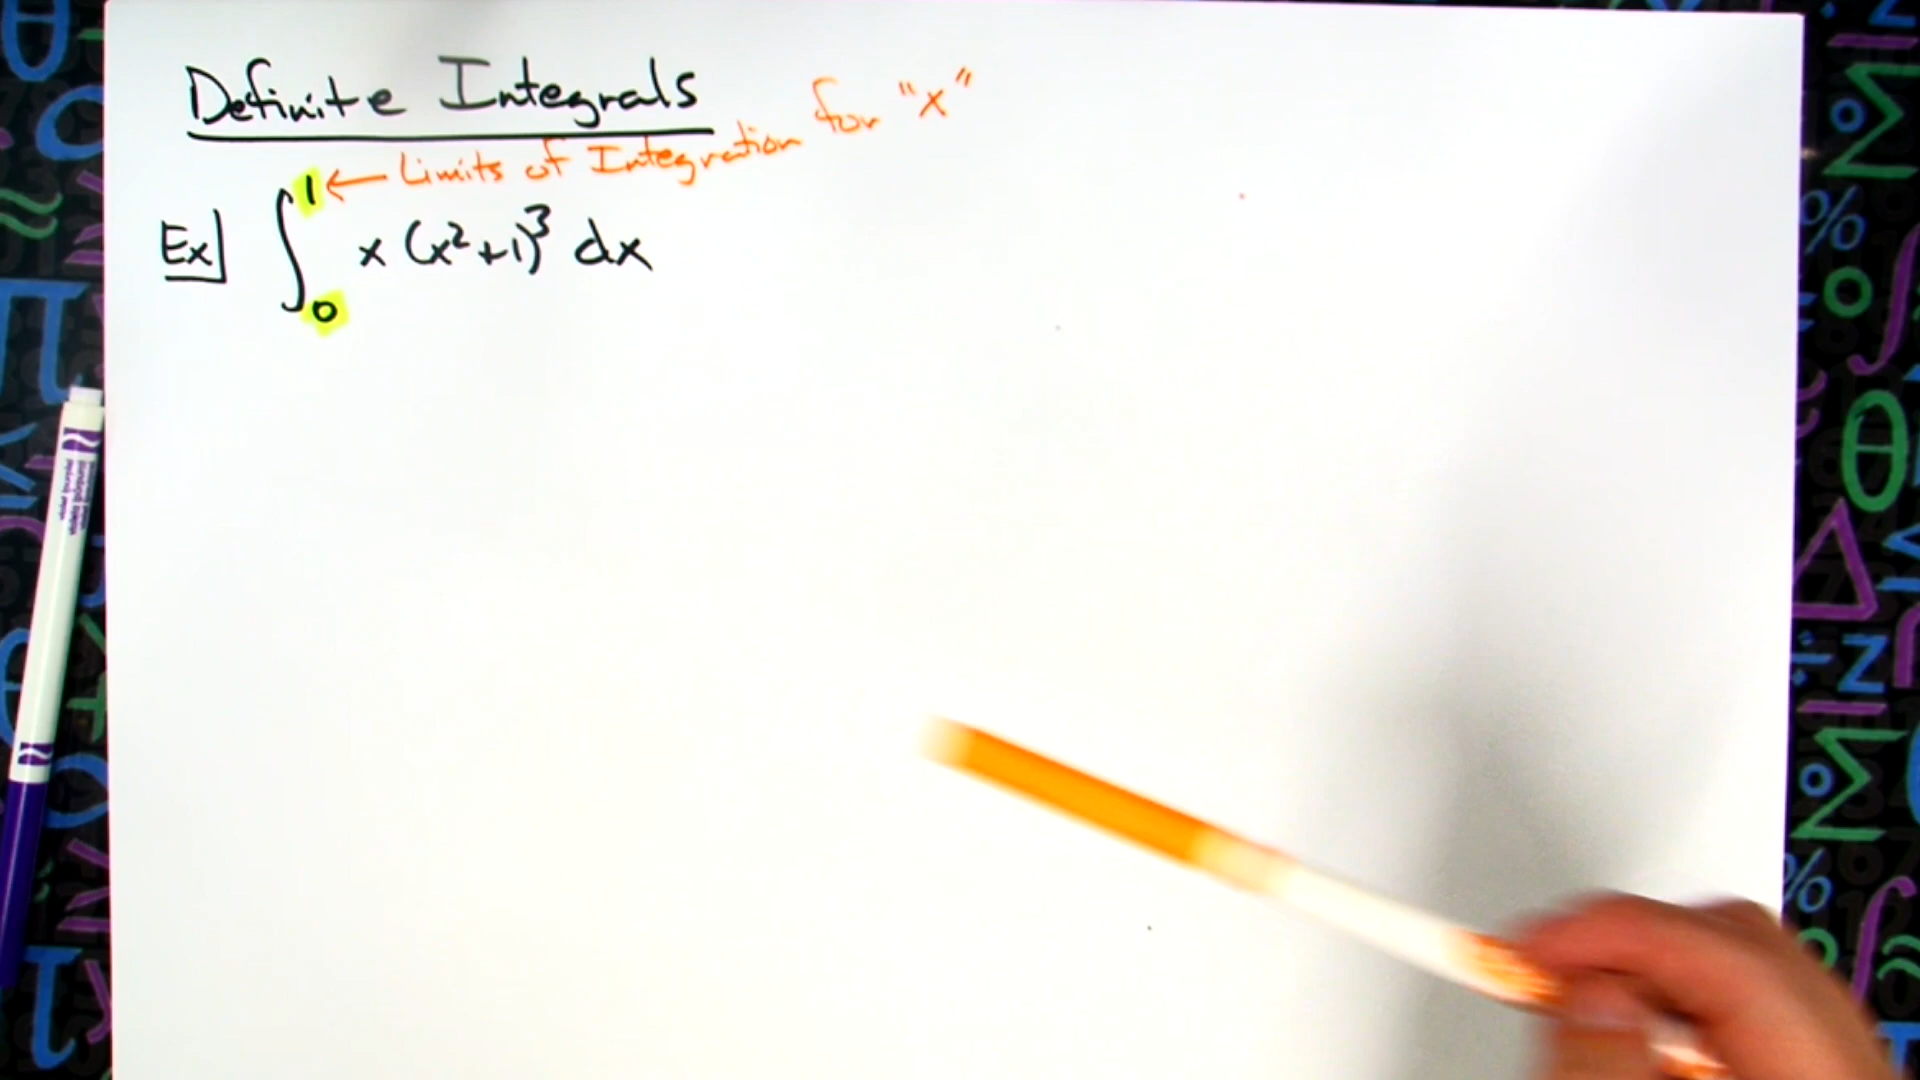 Definite Integrals
← Limits of Integration for "x"
Ex] ∫₀¹ x (x²+1)³ dx